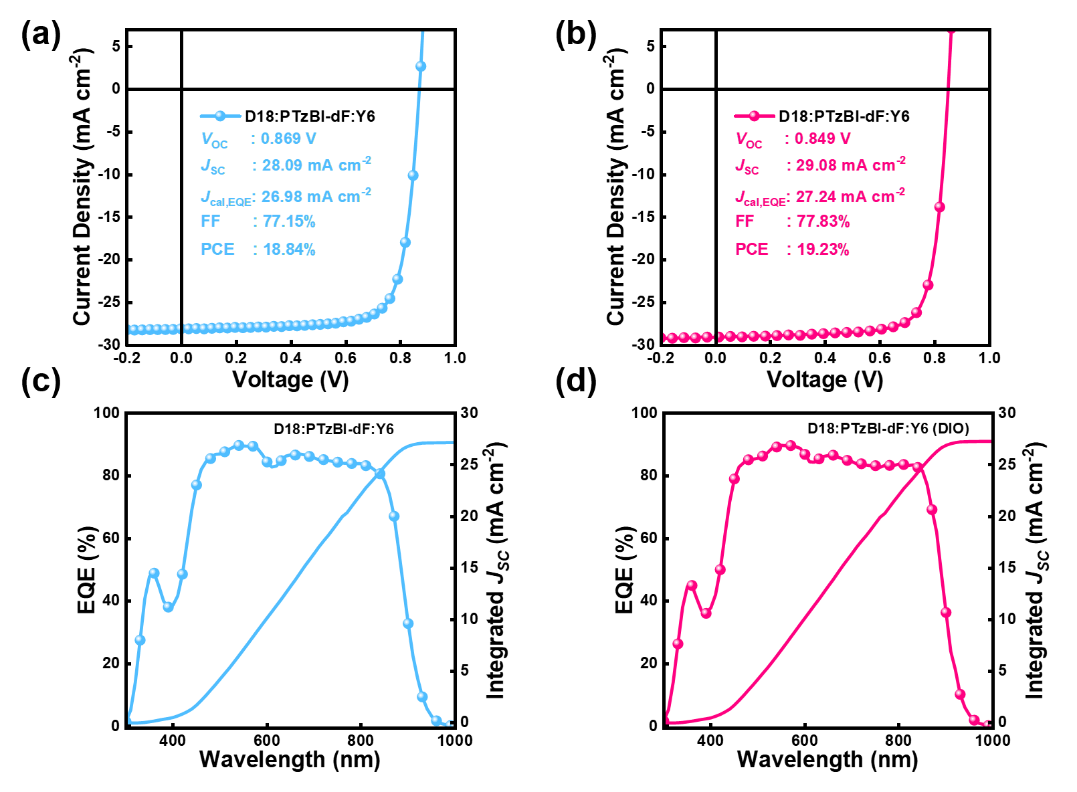 (a)
5
0
-5
-10
-15
-20
-25
-30
-0.2 0.0 0.2 0.4 0.6 0.8 1.0
Current Density (mA cm-2)
Voltage (V)
D18:PTzBI-dF:Y6
VOC : 0.869 V
JSC : 28.09 mA cm-2
Jcal,EQE: 26.98 mA cm-2
FF : 77.15%
PCE : 18.84%
(b)
5
0
-5
-10
-15
-20
-25
-30
-0.2 0.0 0.2 0.4 0.6 0.8 1.0
Current Density (mA cm-2)
Voltage (V)
D18:PTzBI-dF:Y6
VOC : 0.849 V
JSC : 29.08 mA cm-2
Jcal,EQE: 27.24 mA cm-2
FF : 77.83%
PCE : 19.23%
(c)
100
80
60
40
20
0
EQE (%)
D18:PTzBI-dF:Y6
30
25
20
15
10
5
0
Integrated JSC (mA cm-2)
400 600 800 1000
Wavelength (nm)
(d)
100
80
60
40
20
0
EQE (%)
D18:PTzBI-dF:Y6 (DIO)
30
25
20
15
10
5
0
Integrated JSC (mA cm-2)
400 600 800 1000
Wavelength (nm)